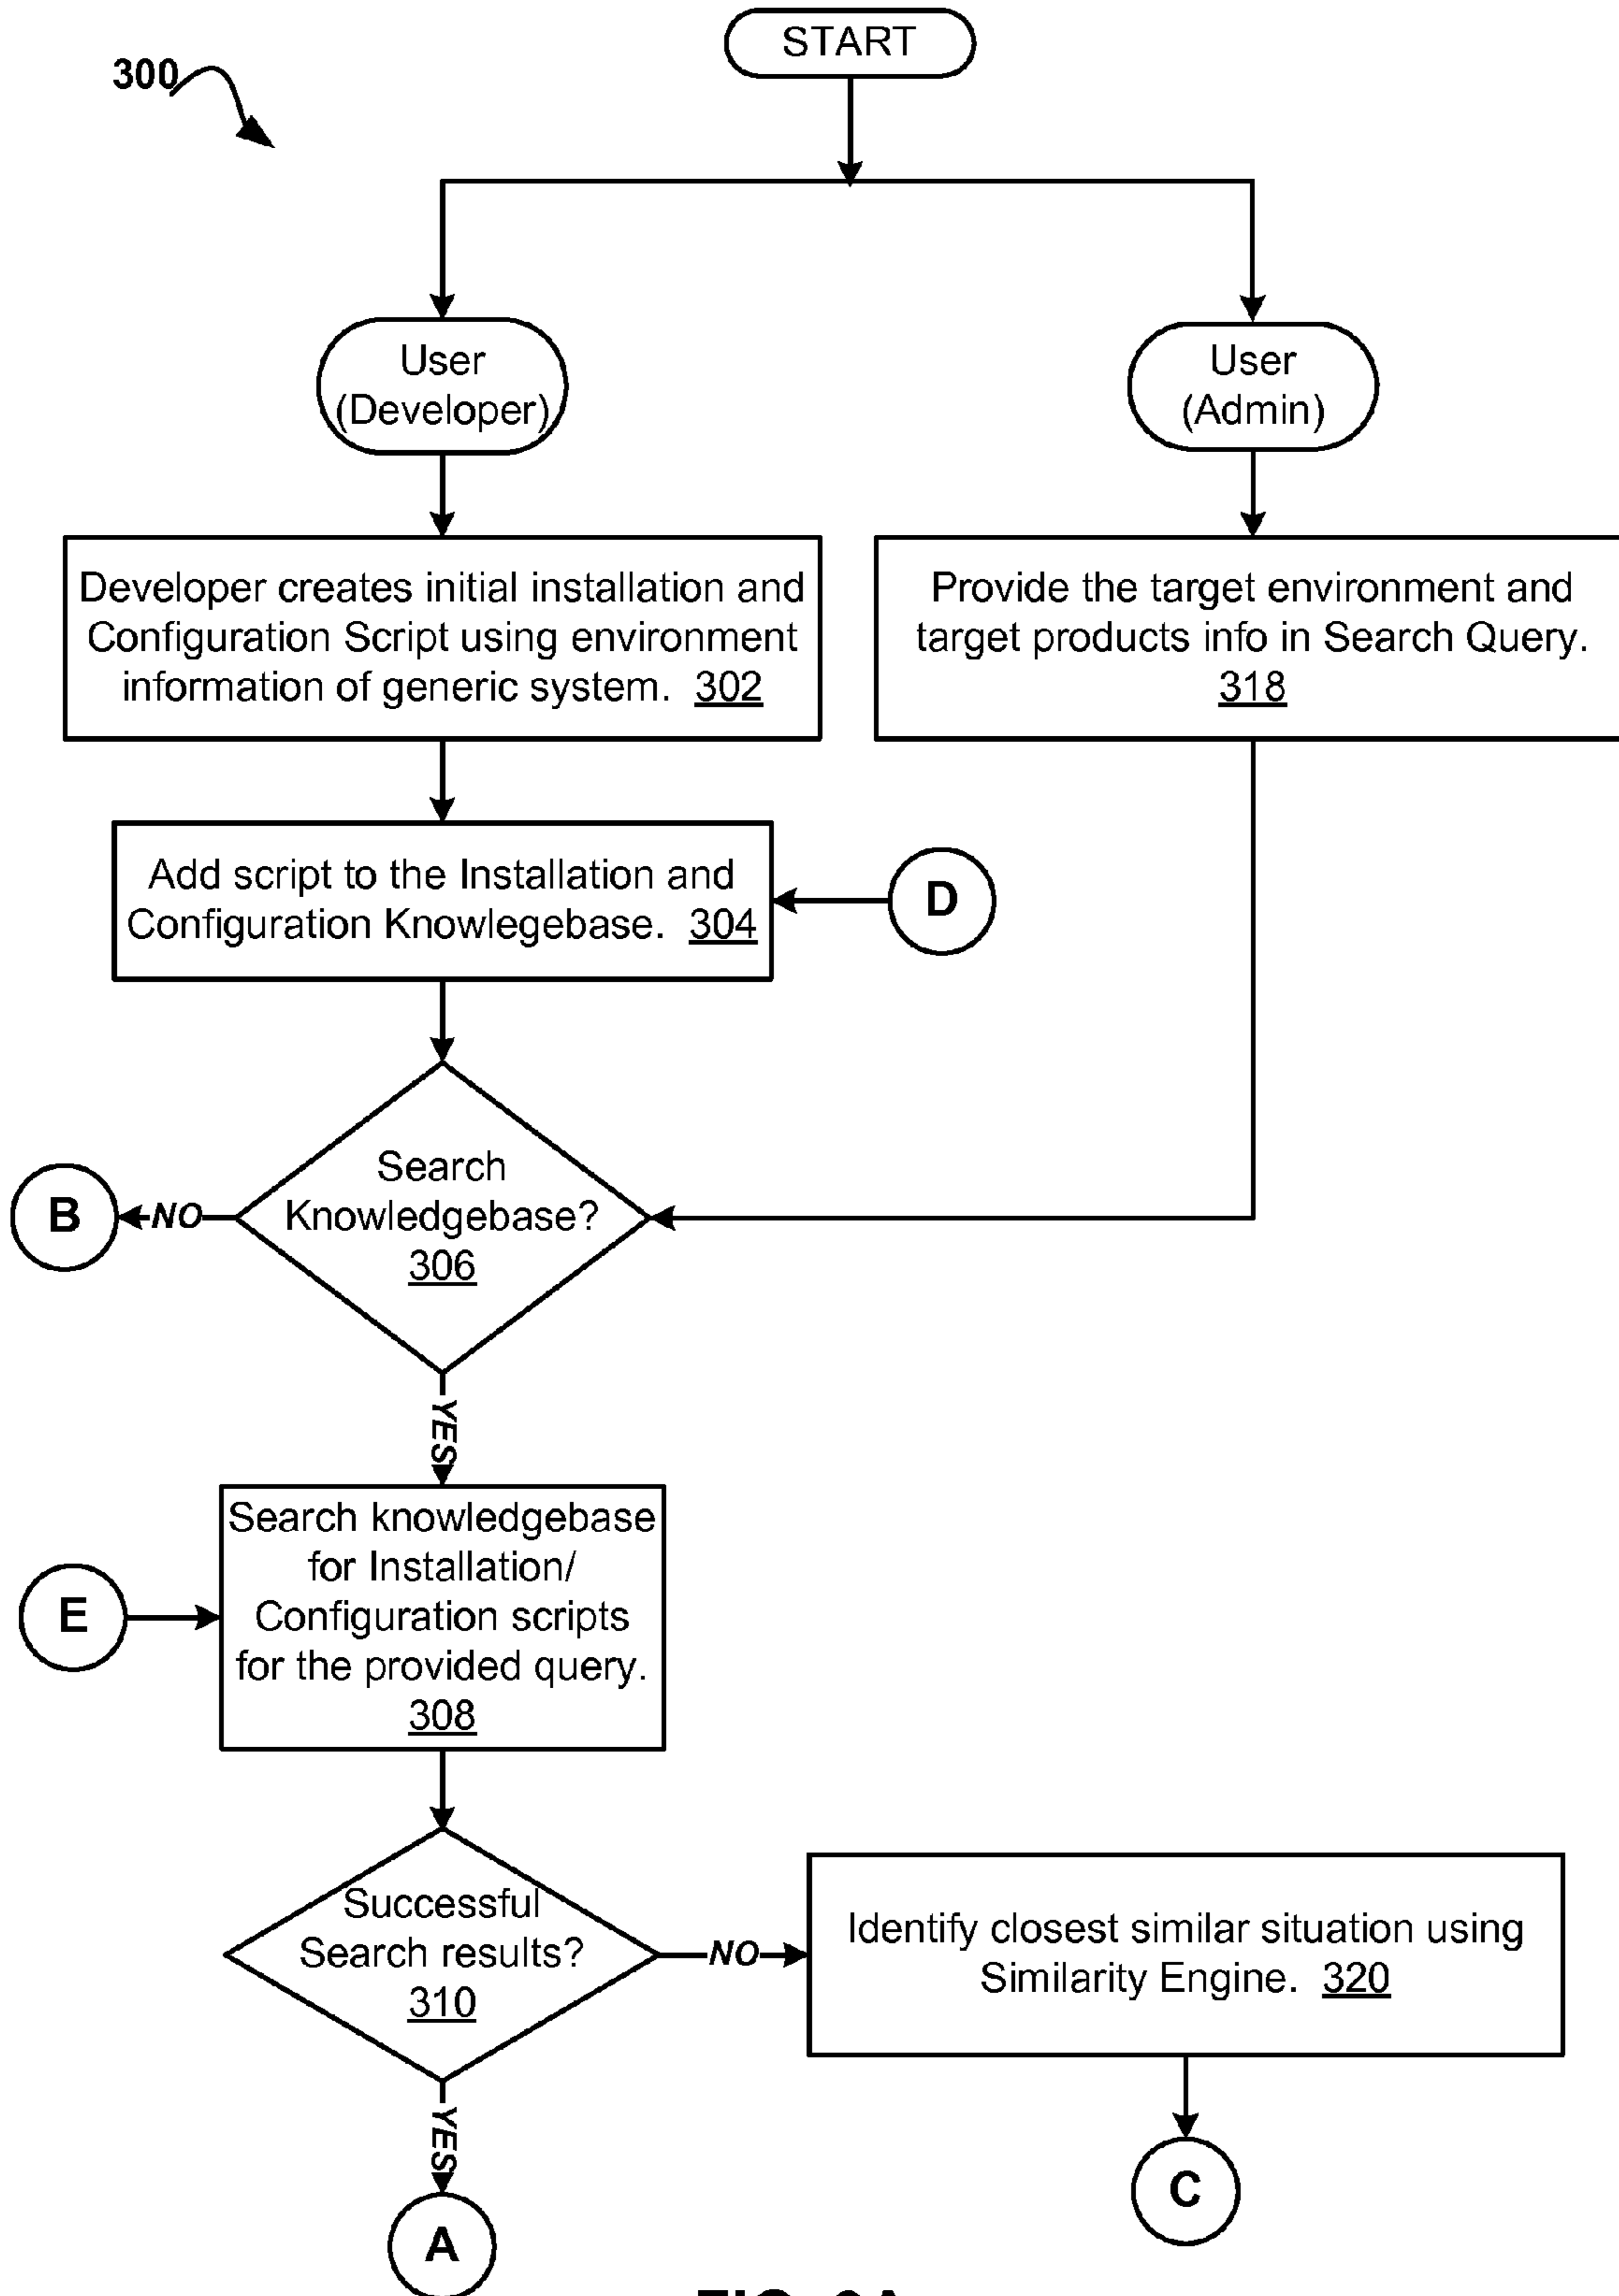 START
300
User
(Developer)
User
(Admin)
Developer creates initial installation and
Configuration Script using environment
information of generic system. 302
Provide the target environment and
target products info in Search Query.
318
Add script to the Installation and
Configuration Knowlegebase. 304
D
Search
Knowledgebase?
306
B
NO
YES
Search knowledgebase
for Installation/
Configuration scripts
for the provided query.
308
E
Successful
Search results?
310
NO
Identify closest similar situation using
Similarity Engine. 320
YES
A
C